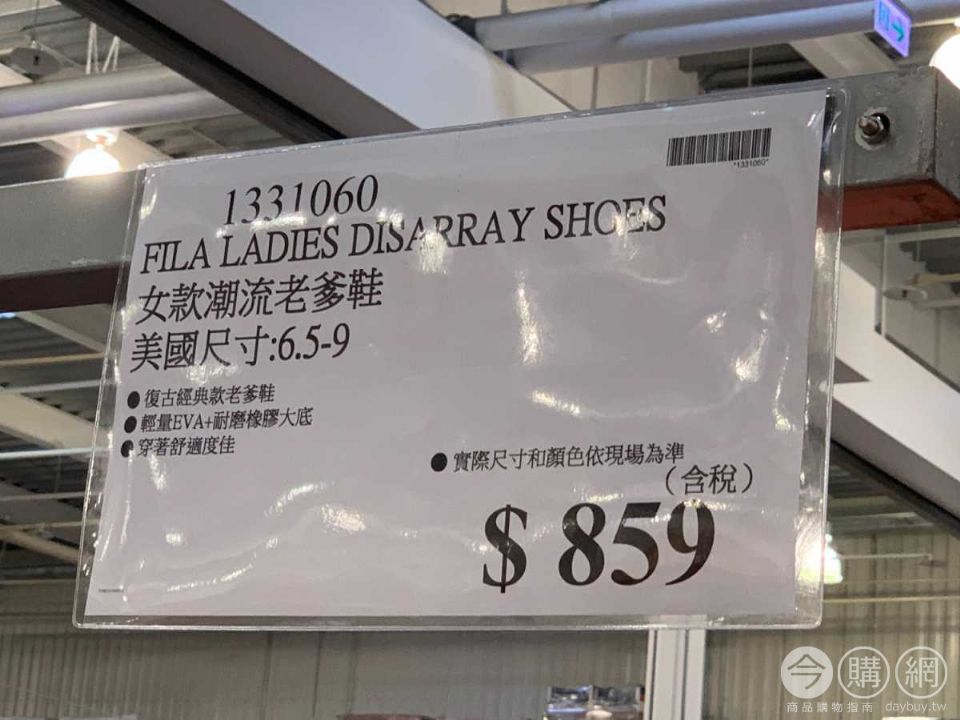 *1331060*
1331060
FILA LADIES DISARRAY SHOES
女款潮流老爹鞋
美國尺寸:6.5-9
● 復古經典款老爹鞋
● 輕量EVA+耐磨橡膠大底
● 穿著舒適度佳
● 實際尺寸和顏色依現場為準
(含稅)
$ 859
今購網
商品購物指南 daybuy.tw